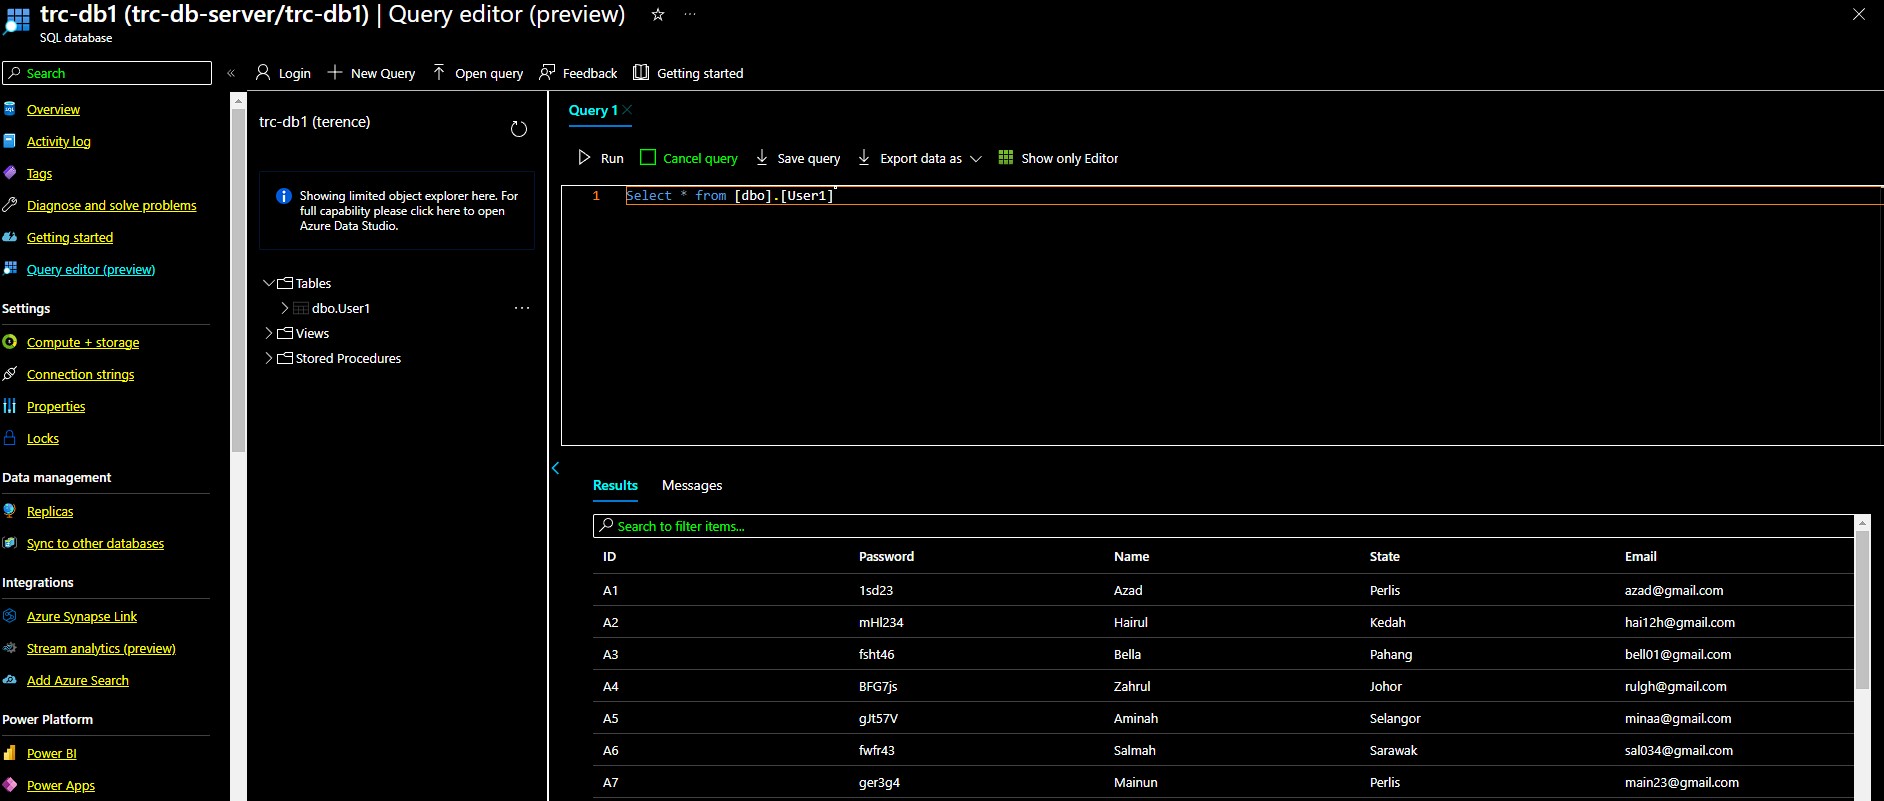 trc-db1 (trc-db-server/trc-db1) | Query editor (preview)
SQL database
Search
Overview
Activity log
Tags
Diagnose and solve problems
Getting started
Query editor (preview)
Settings
Compute + storage
Connection strings
Properties
Locks
Data management
Replicas
Sync to other databases
Integrations
Azure Synapse Link
Stream analytics (preview)
Add Azure Search
Power Platform
Power BI
Power Apps
Login New Query Open query Feedback Getting started
trc-db1 (terence)
Showing limited object explorer here. For
full capability please click here to open
Azure Data Studio.
Tables
dbo.User1
Views
Stored Procedures
Query 1
Run Cancel query Save query Export data as Show only Editor
1 Select * from [dbo].[User1]
Results Messages
Search to filter items...
ID Password Name State Email
A1 1sd23 Azad Perlis azad@gmail.com
A2 mHl234 Hairul Kedah hai12h@gmail.com
A3 fsht46 Bella Pahang bell01@gmail.com
A4 BFG7js Zahrul Johor rulgh@gmail.com
A5 gJt57V Aminah Selangor minaa@gmail.com
A6 fwfr43 Salmah Sarawak sal034@gmail.com
A7 ger3g4 Mainun Perlis main23@gmail.com